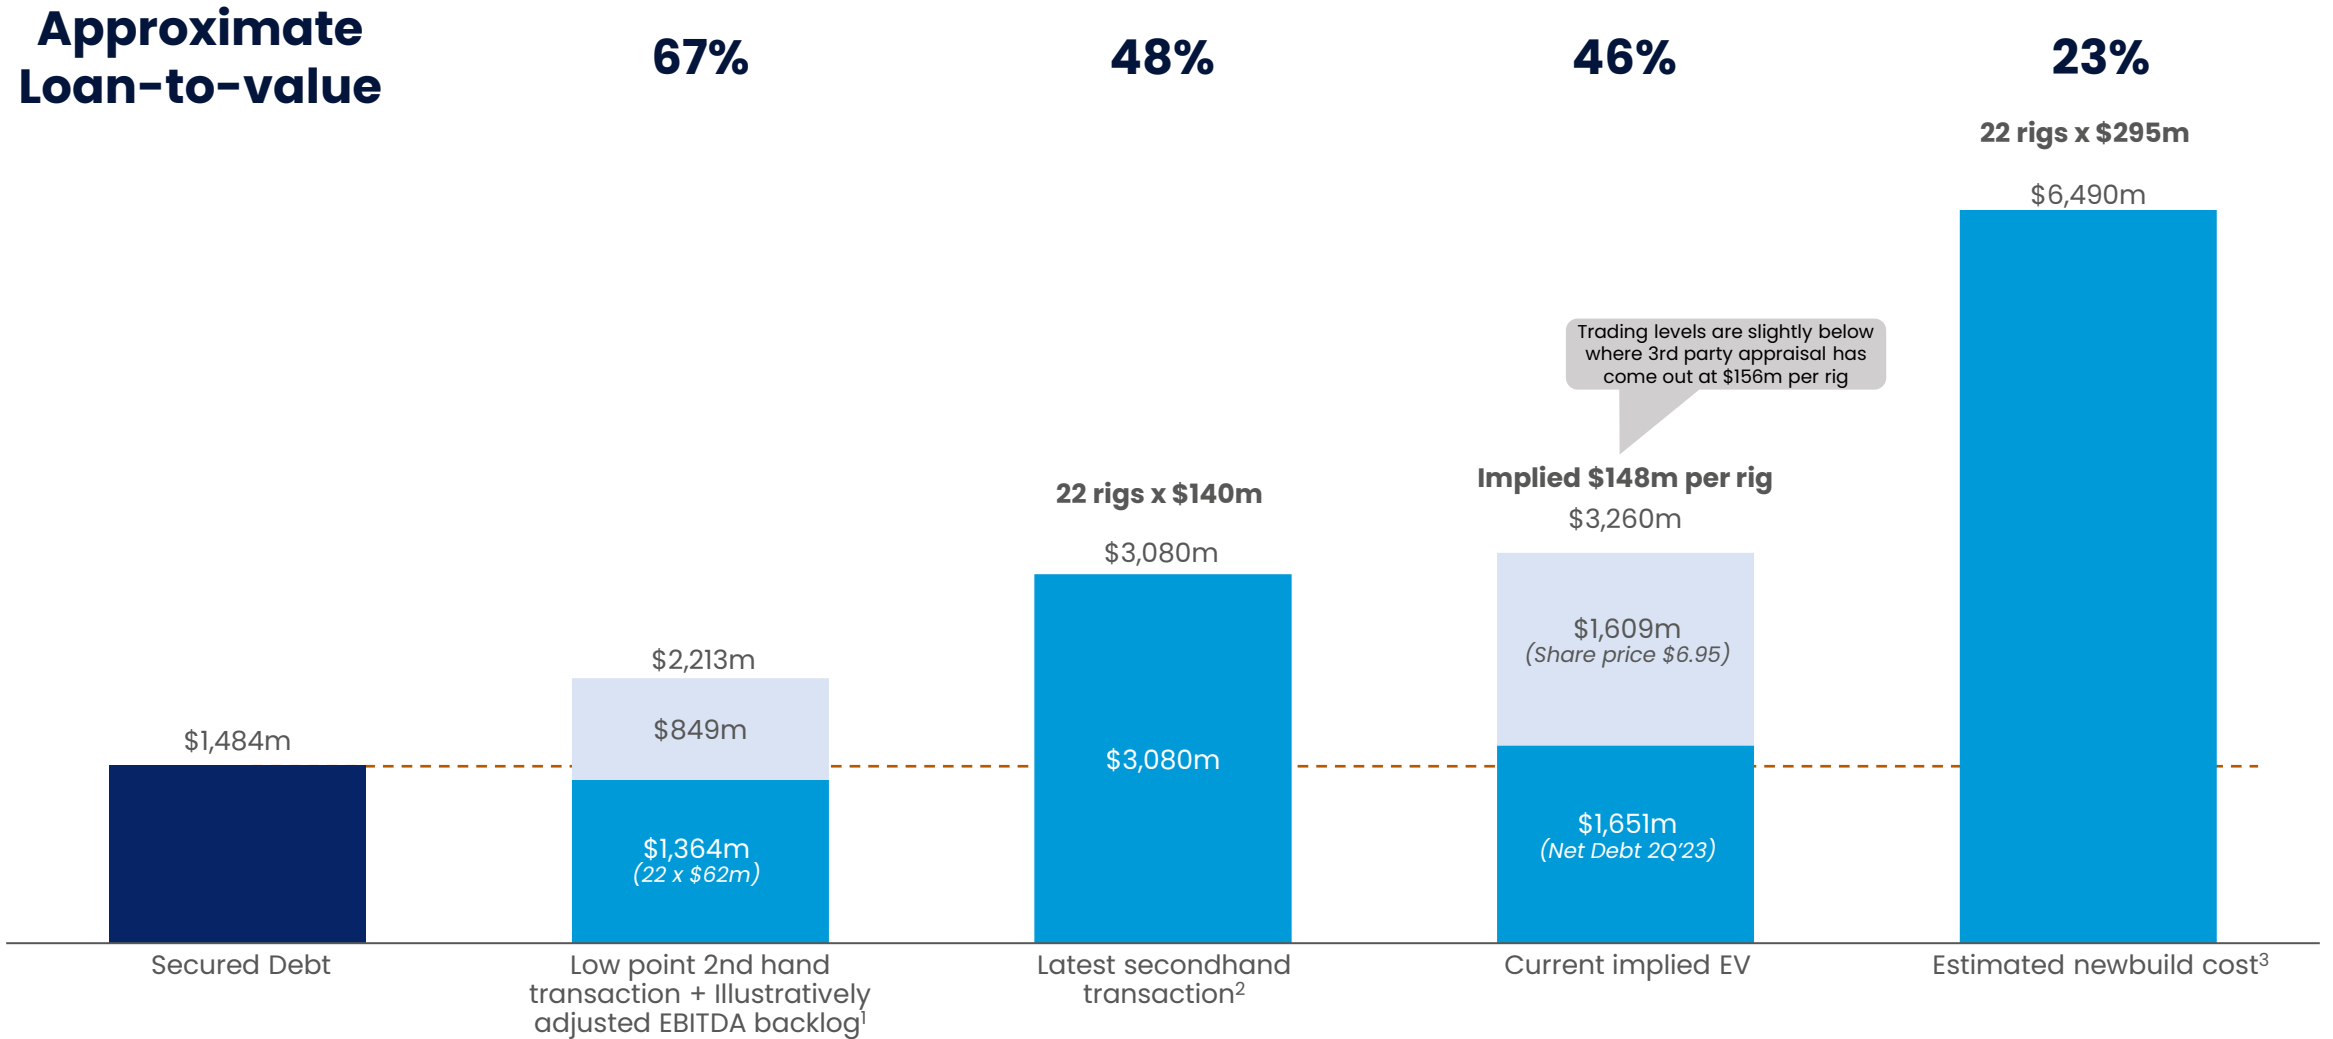 Approximate
Loan-to-value
67%
48%
46%
23%
22 rigs x $295m
$6,490m
Trading levels are slightly below
where 3rd party appraisal has
come out at $156m per rig
Implied $148m per rig
$3,260m
22 rigs x $140m
$3,080m
$1,609m
(Share price $6.95)
$2,213m
$849m
$1,484m
$3,080m
$1,651m
(Net Debt 2Q’23)
$1,364m
(22 x $62m)
Secured Debt
Low point 2nd hand
transaction + Illustratively
adjusted EBITDA backlog¹
Latest secondhand
transaction²
Current implied EV
Estimated newbuild cost³